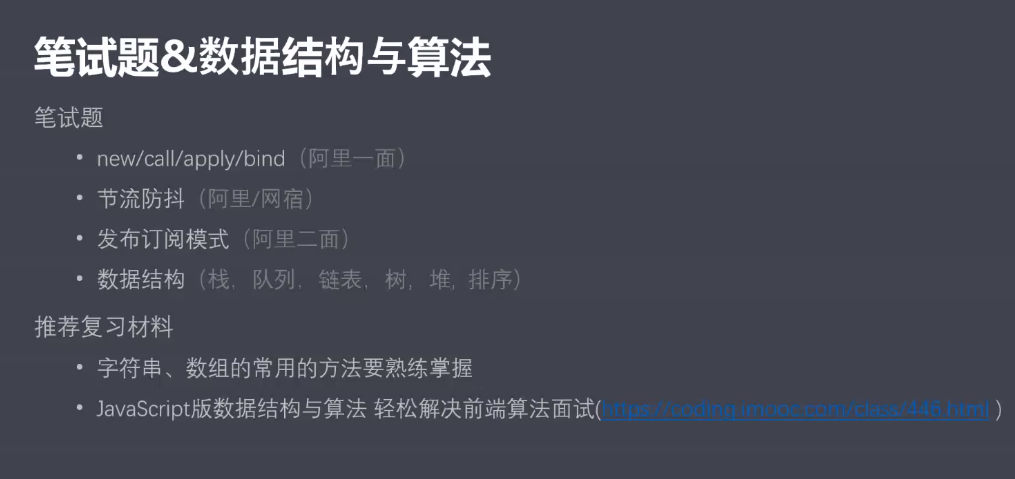 笔试题&数据结构与算法
笔试题
• new/call/apply/bind（阿里一面）
• 节流防抖（阿里/网宿）
• 发布订阅模式（阿里二面）
• 数据结构（栈，队列，链表，树，堆, 排序）
推荐复习材料
• 字符串、数组的常用的方法要熟练掌握
• JavaScript版数据结构与算法 轻松解决前端算法面试(https://coding.imooc.com/class/446.html )